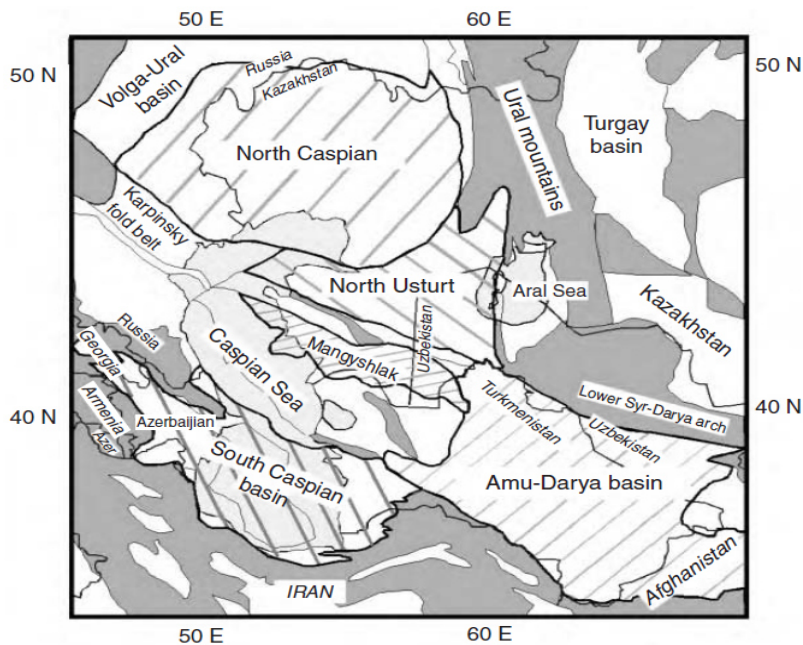 50 E
60 E
50 N
50 N
Volga-Ural
basin
Russia
Kazakhstan
Ural mountains
Turgay
basin
North Caspian
Karpinsky
fold belt
North Usturt
Aral Sea
Kazakhstan
Russia
Georgia
Caspian Sea
Mangyshlak
Uzbekistan
Armenia
Azer
Azerbaijian
40 N
40 N
Turkmenistan
Lower Syr-Darya arch
Uzbekistan
South Caspian
basin
Amu-Darya basin
Afghanistan
IRAN
50 E
60 E